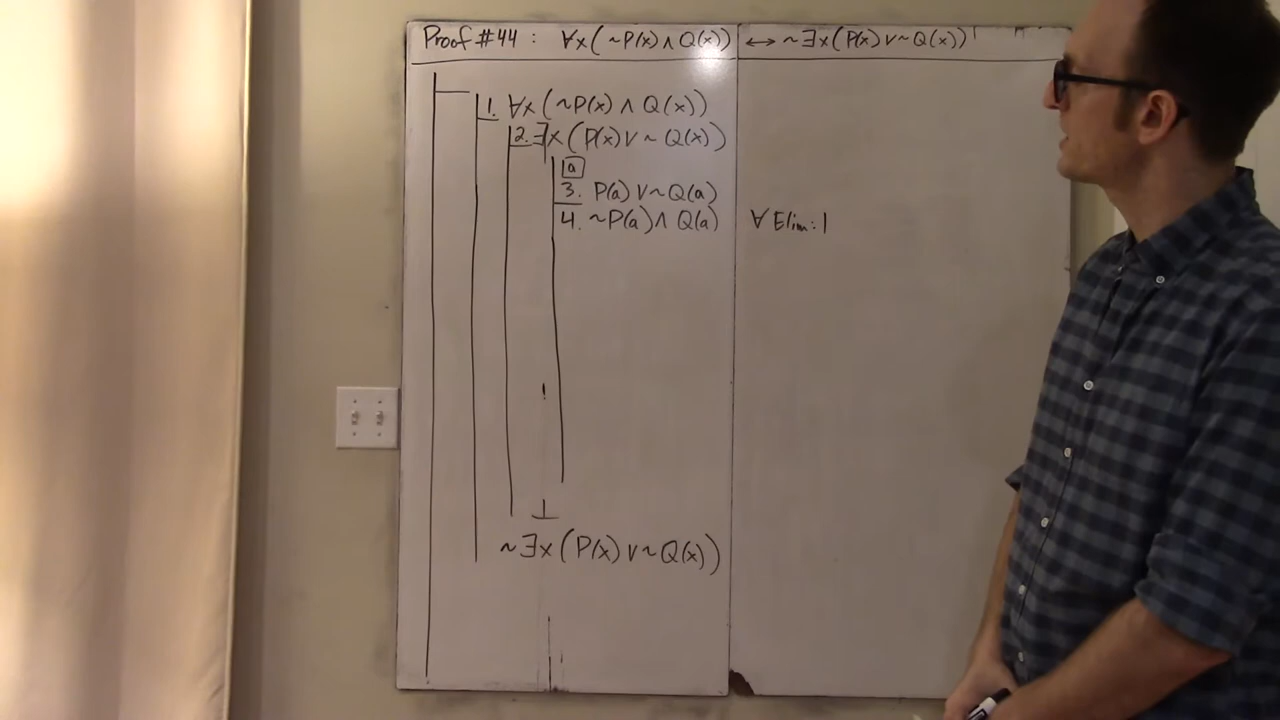 Proof #44 : ∀x(~P(x) ∧ Q(x)) ↔ ~∃x(P(x) ∨ ~Q(x))
1. ∀x(~P(x) ∧ Q(x))
2. ∃x(P(x) ∨ ~Q(x))
a
3. P(a) ∨ ~Q(a)
4. ~P(a) ∧ Q(a) ∀ Elim: 1
⊥
~∃x(P(x) ∨ ~Q(x))